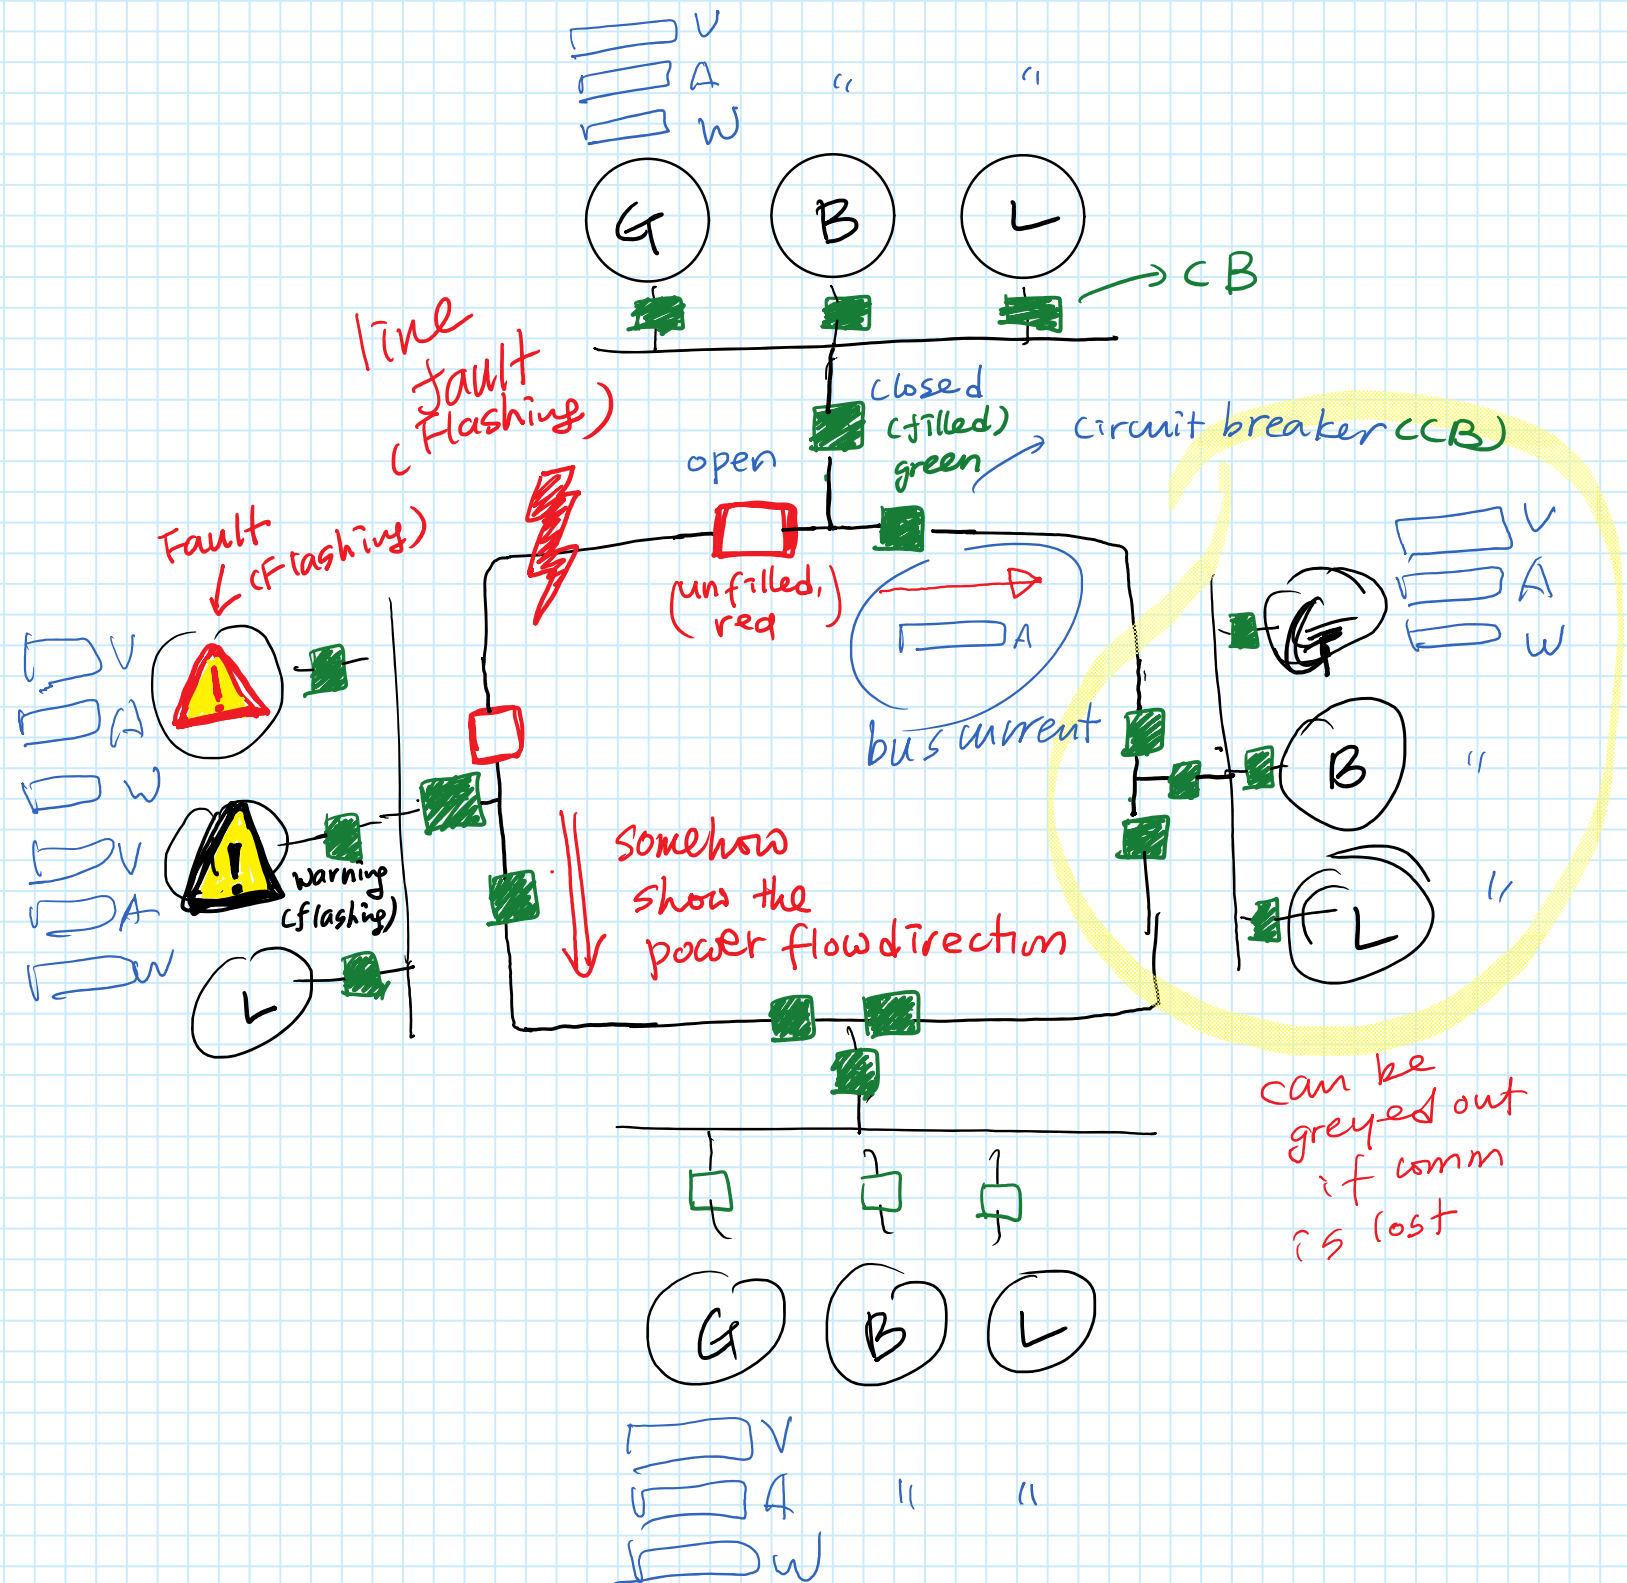 V
A " "
W
G B L
CB
line
fault
(Flashing)
closed
(filled)
green
open
circuit breaker (CB)
Fault
(Flashing)
(unfilled,
red)
A
bus current
V
A
W
G
B "
L "
V
A
W
!
V
A
W
!
warning
(flashing)
L
somehow
show the
power flow direction
can be
greyed out
if comm
is lost
G B L
V
A " "
W